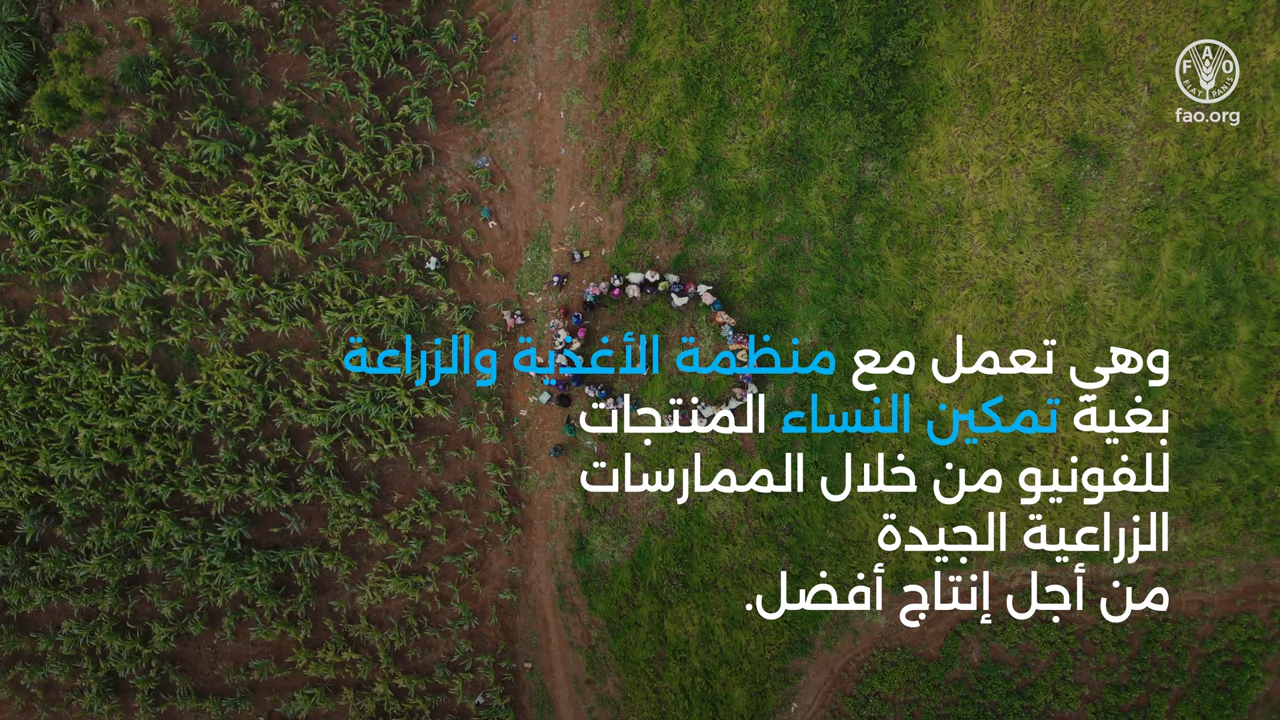 FAO
FIAT PANIS
fao.org
وهي تعمل مع منظمة الأغذية والزراعة
بغية تمكين النساء المنتجات
للفونيو من خلال الممارسات
الزراعية الجيدة
من أجل إنتاج أفضل.